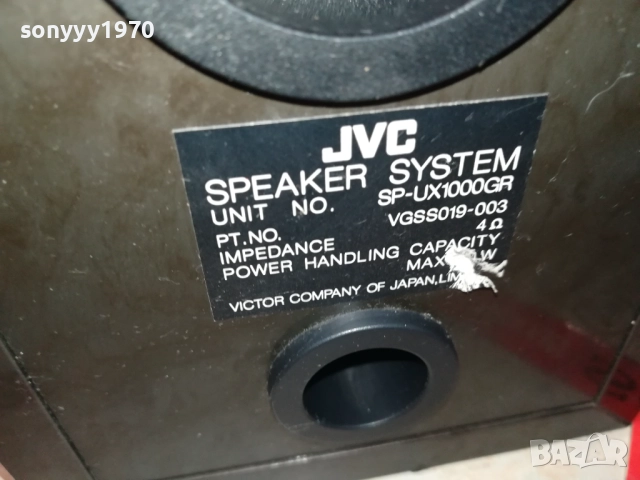 sonyyy1970
JVC
SPEAKER SYSTEM
UNIT NO. SP-UX1000GR
PT.NO. VGSS019-003
IMPEDANCE 4Ω
POWER HANDLING CAPACITY
MAX W
VICTOR COMPANY OF JAPAN,
BAZAR